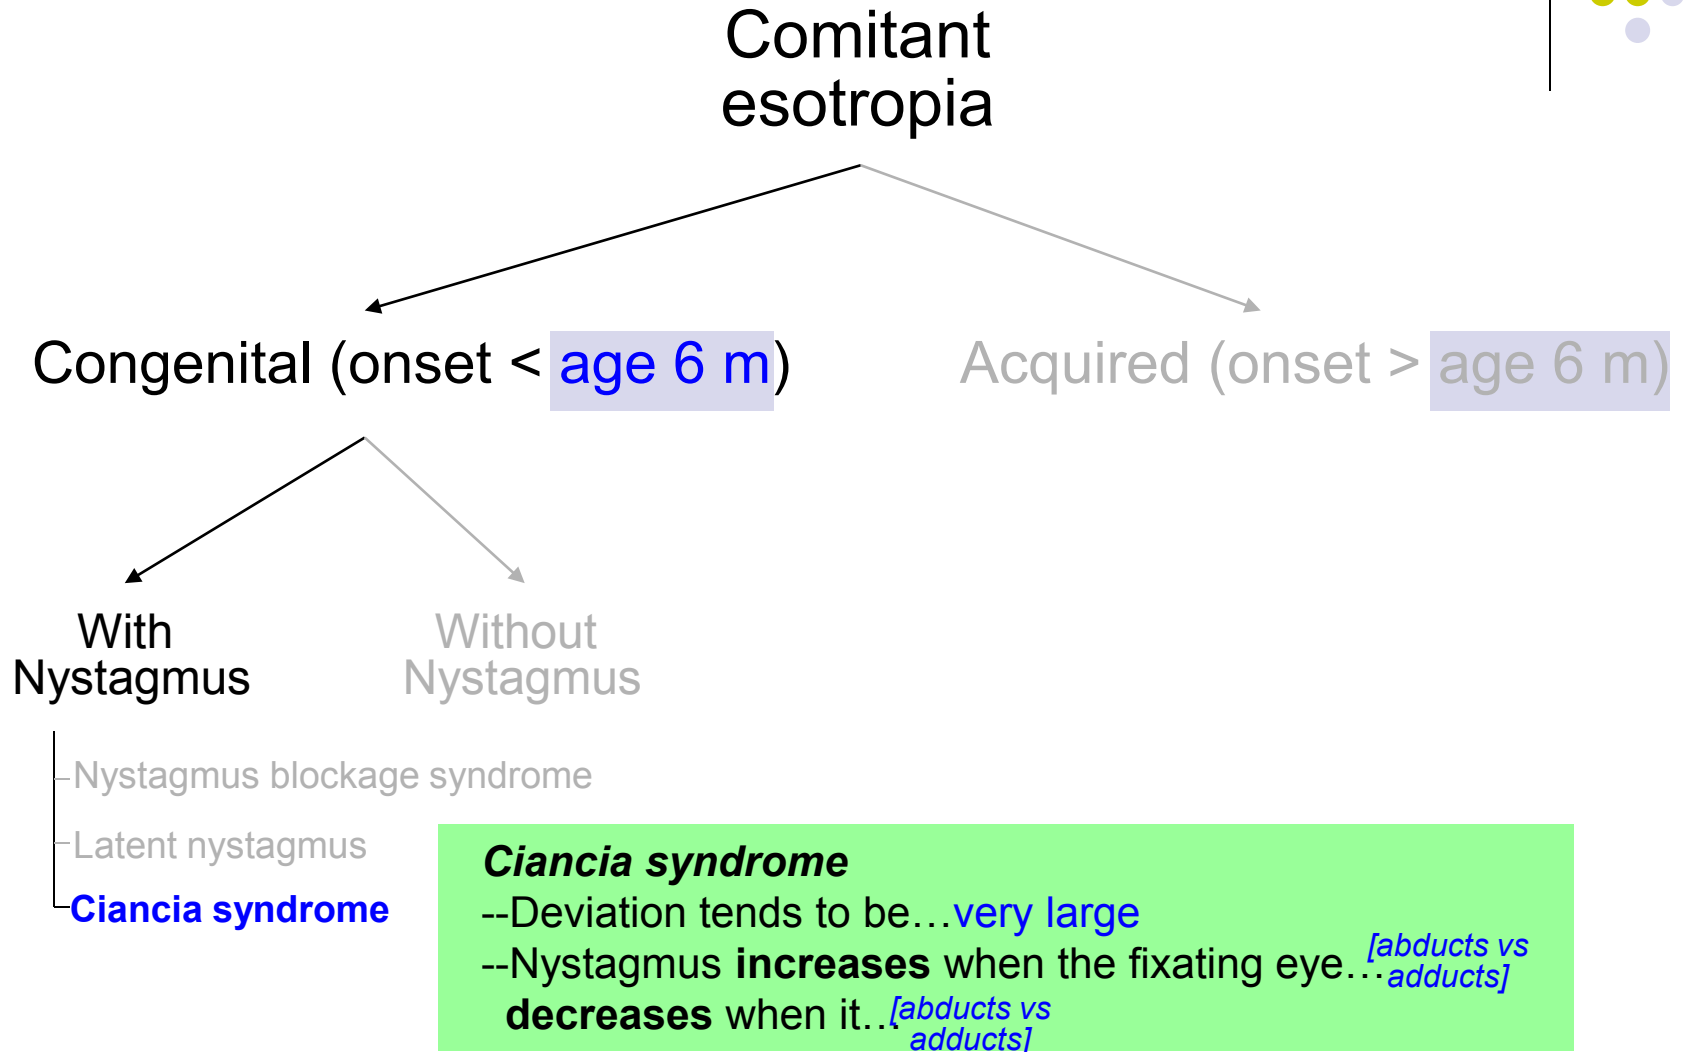 Comitant
esotropia
Congenital (onset < age 6 m)
Acquired (onset > age 6 m)
With
Nystagmus
Without
Nystagmus
Nystagmus blockage syndrome
Latent nystagmus
Ciancia syndrome
Ciancia syndrome
--Deviation tends to be…very large
--Nystagmus increases when the fixating eye…[abducts vs adducts]
decreases when it…[abducts vs adducts]